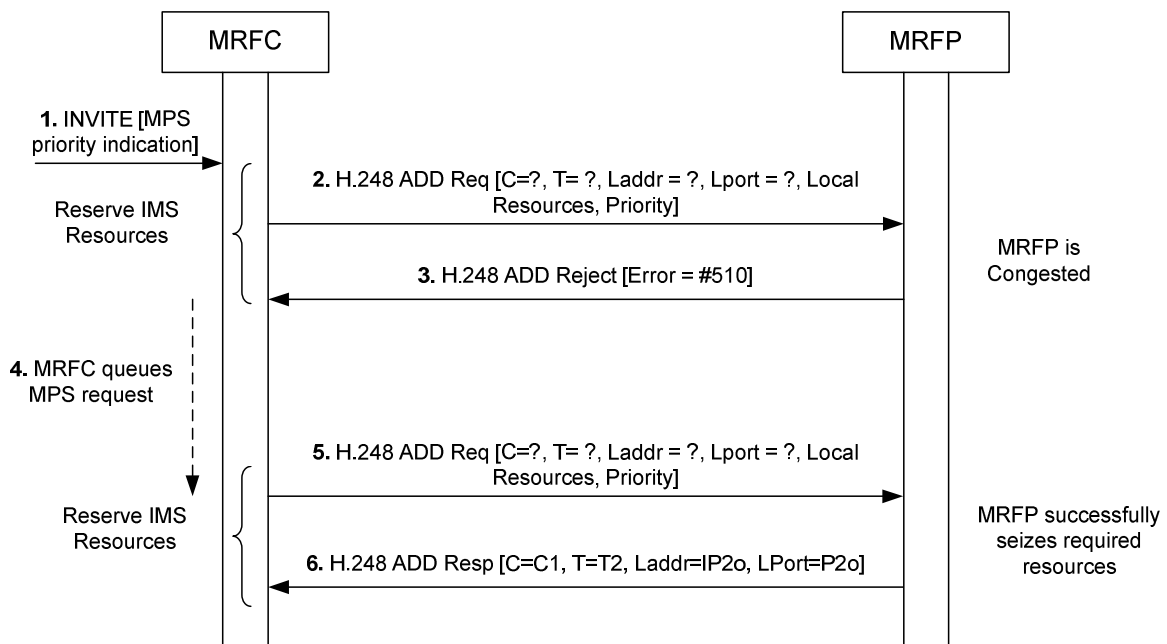 MRFC
MRFP
1. INVITE [MPS
priority indication]
2. H.248 ADD Req [C=?, T= ?, Laddr = ?, Lport = ?, Local
Resources, Priority]
Reserve IMS
Resources
MRFP is
Congested
3. H.248 ADD Reject [Error = #510]
4. MRFC queues
MPS request
5. H.248 ADD Req [C=?, T= ?, Laddr = ?, Lport = ?, Local
Resources, Priority]
Reserve IMS
Resources
MRFP successfully
seizes required
resources
6. H.248 ADD Resp [C=C1, T=T2, Laddr=IP2o, LPort=P2o]